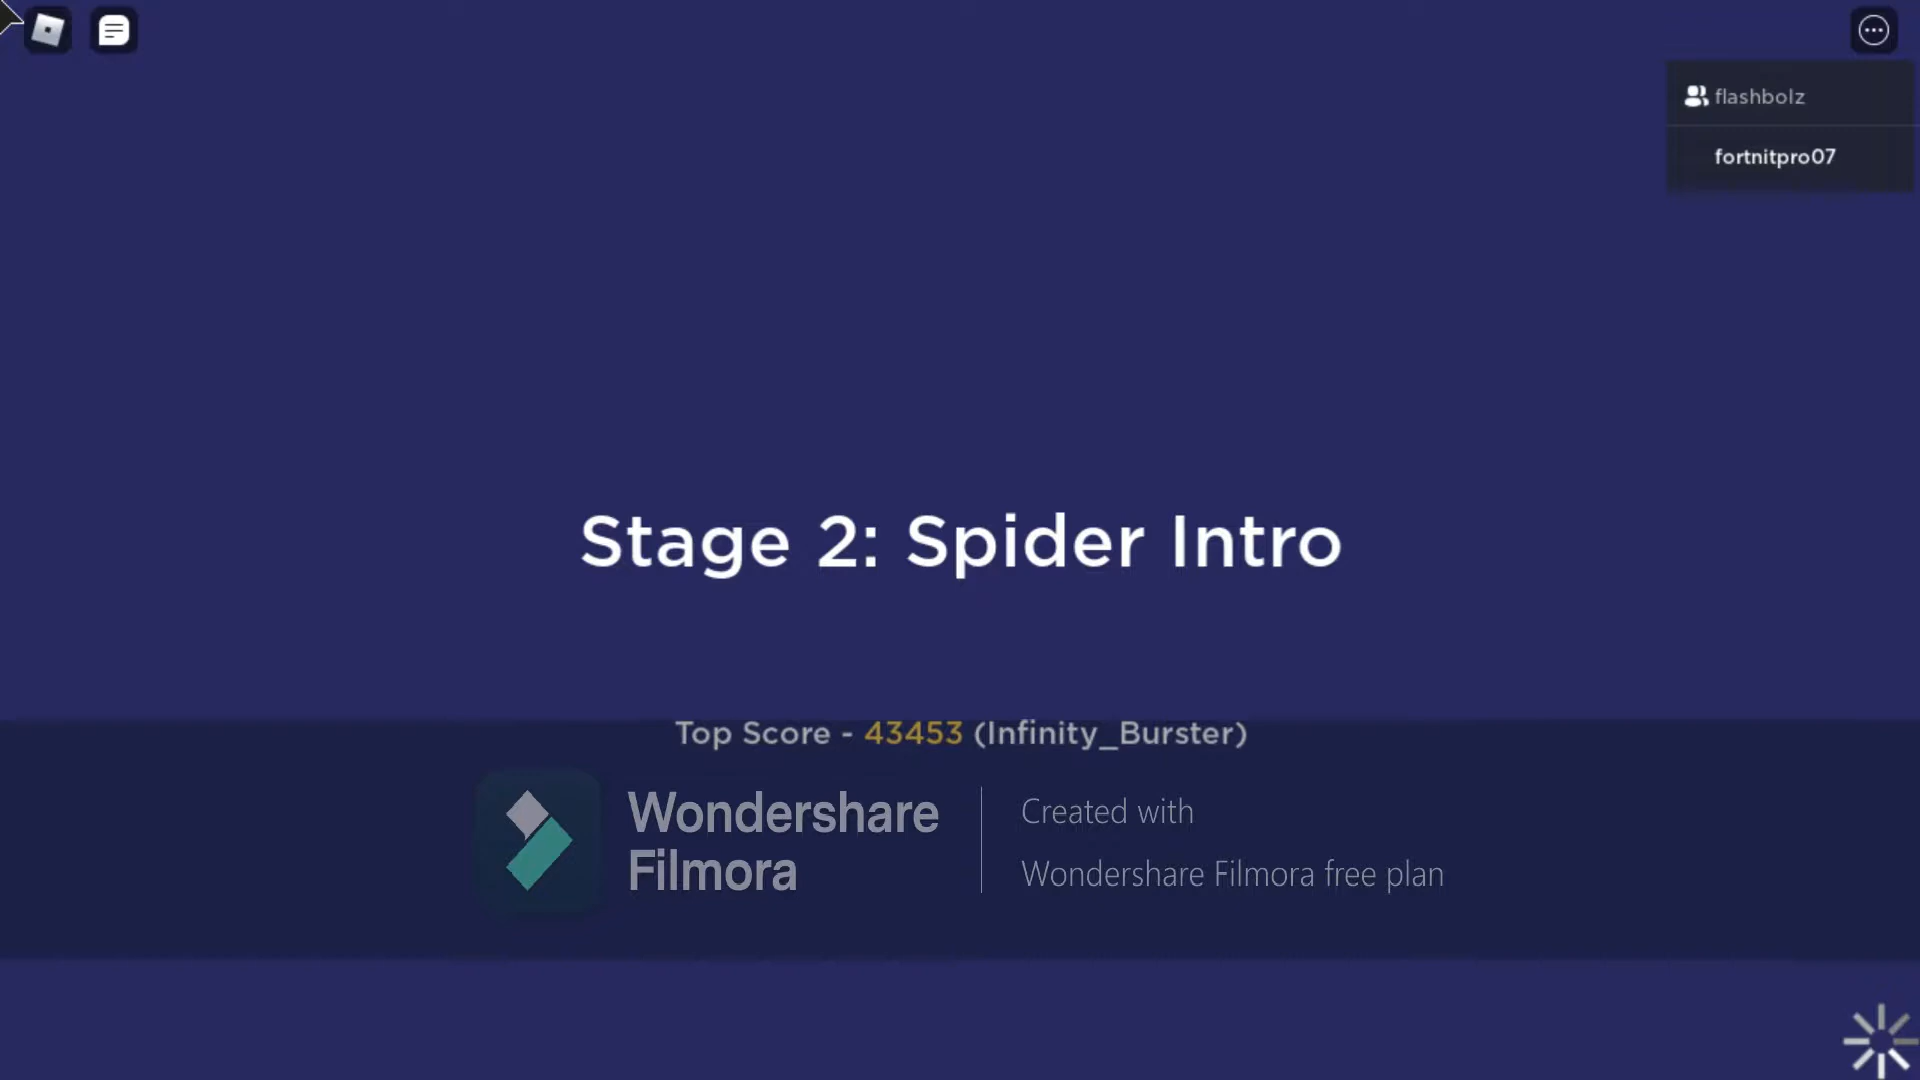 flashbolz
fortnitpro07
Stage 2: Spider Intro
Top Score - 43453 (Infinity_Burster)
Wondershare
Filmora
Created with
Wondershare Filmora free plan